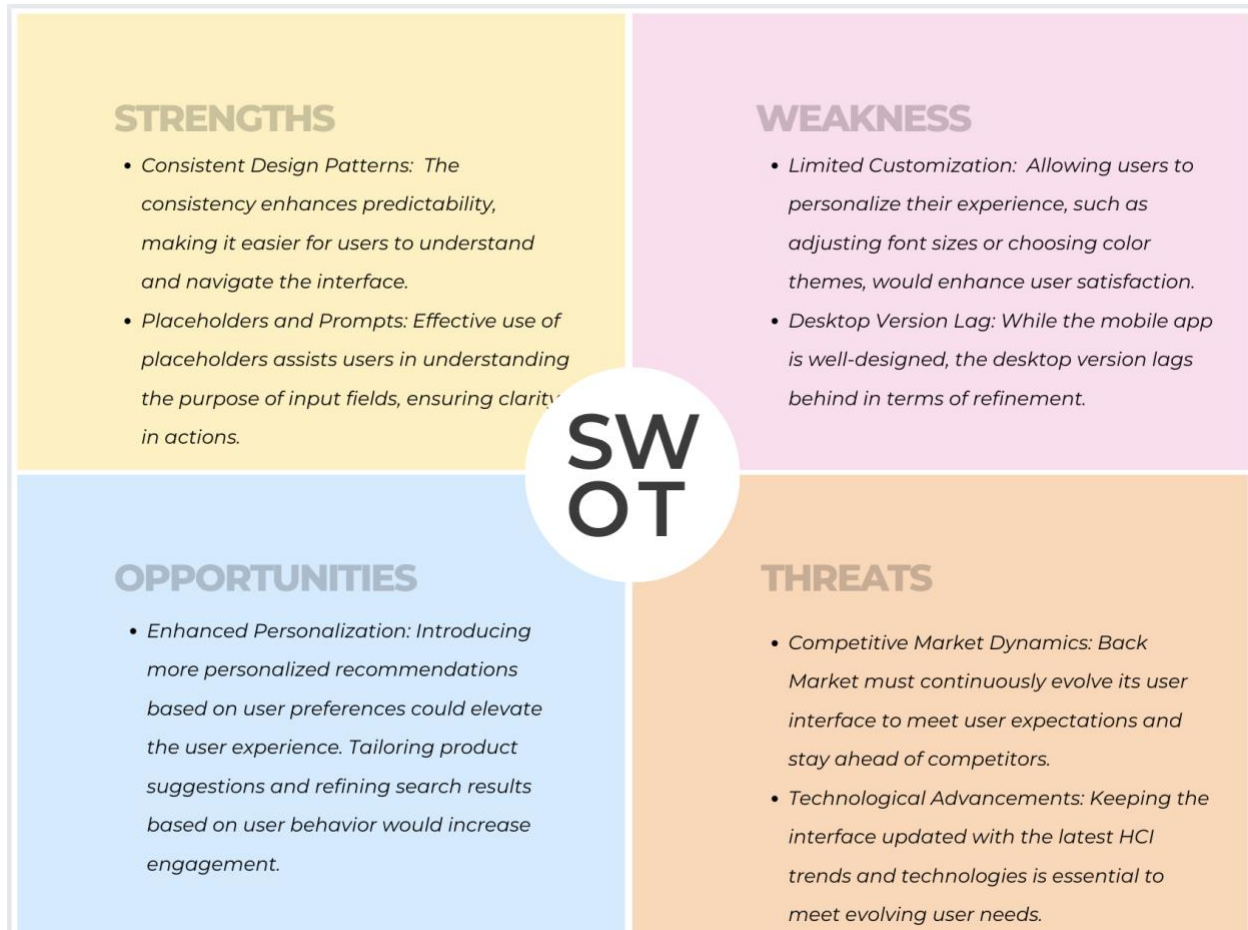 STRENGTHS
• Consistent Design Patterns:  The
consistency enhances predictability,
making it easier for users to understand
and navigate the interface.
• Placeholders and Prompts: Effective use of
placeholders assists users in understanding
the purpose of input fields, ensuring clarity
in actions.
WEAKNESS
• Limited Customization:  Allowing users to
personalize their experience, such as
adjusting font sizes or choosing color
themes, would enhance user satisfaction.
• Desktop Version Lag: While the mobile app
is well-designed, the desktop version lags
behind in terms of refinement.
SW
OT
OPPORTUNITIES
• Enhanced Personalization: Introducing
more personalized recommendations
based on user preferences could elevate
the user experience. Tailoring product
suggestions and refining search results
based on user behavior would increase
engagement.
THREATS
• Competitive Market Dynamics: Back
Market must continuously evolve its user
interface to meet user expectations and
stay ahead of competitors.
• Technological Advancements: Keeping the
interface updated with the latest HCI
trends and technologies is essential to
meet evolving user needs.